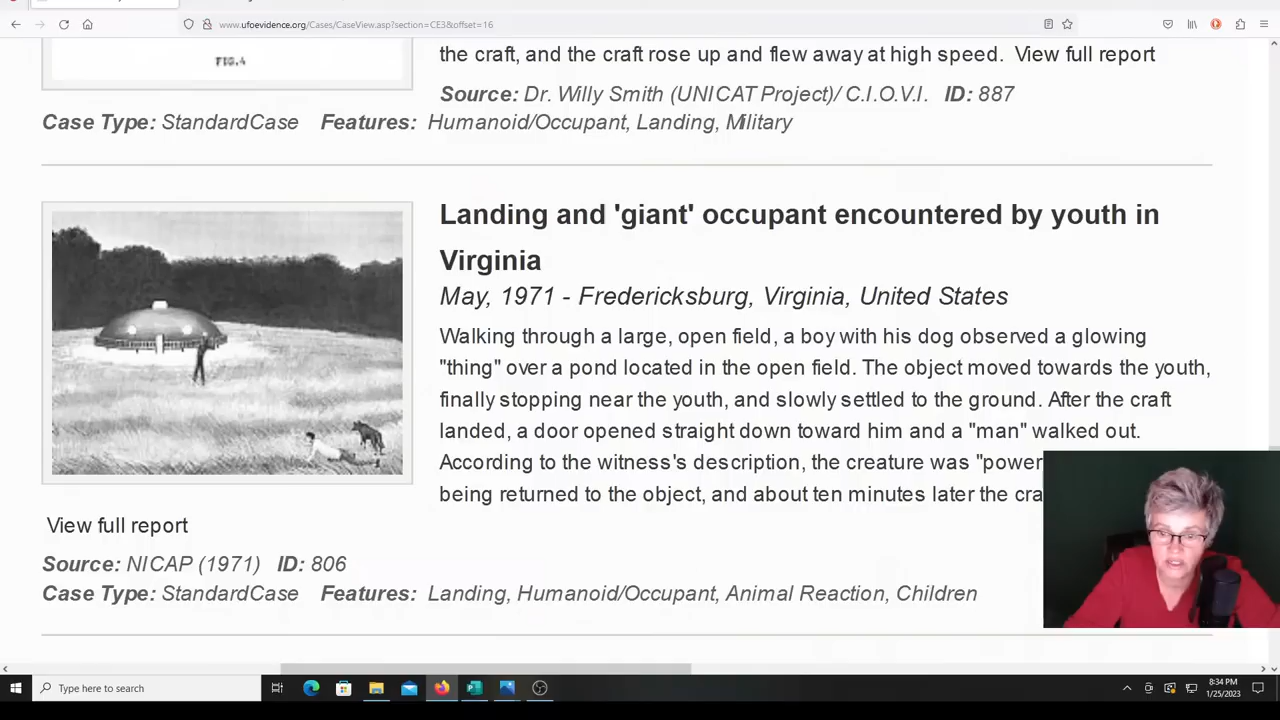 www.ufoevidence.org/Cases/CaseView.asp?section=CE3&offset=16
FIG.4
the craft, and the craft rose up and flew away at high speed. View full report
Source: Dr. Willy Smith (UNICAT Project)/ C.I.O.V.I. ID: 887
Case Type: StandardCase Features: Humanoid/Occupant, Landing, Military
Landing and 'giant' occupant encountered by youth in
Virginia
May, 1971 - Fredericksburg, Virginia, United States
Walking through a large, open field, a boy with his dog observed a glowing
"thing" over a pond located in the open field. The object moved towards the youth,
finally stopping near the youth, and slowly settled to the ground. After the craft
landed, a door opened straight down toward him and a "man" walked out.
According to the witness's description, the creature was "power
being returned to the object, and about ten minutes later the cra
View full report
Source: NICAP (1971) ID: 806
Case Type: StandardCase Features: Landing, Humanoid/Occupant, Animal Reaction, Children
Type here to search
8:34 PM
1/25/2023